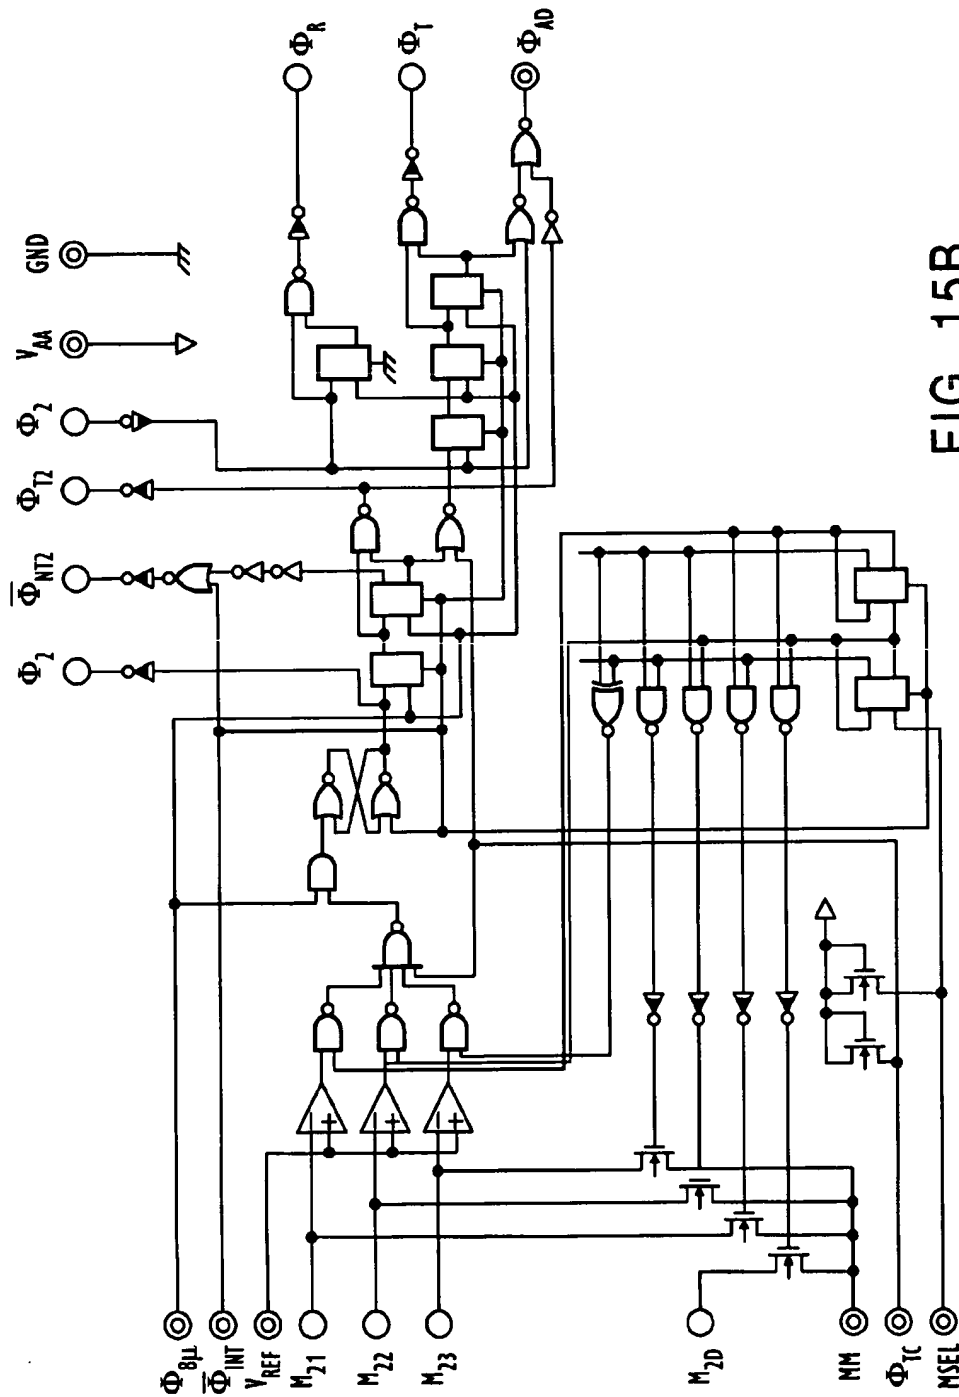 Φ_R
Φ_T
Φ_AD
GND
V_AA
Φ_2
Φ_T2
Φ̅_NT2
Φ_2
Φ_8μ
Φ̅_INT
V_REF
M_21
M_22
M_23
M_2D
MM
Φ_TC
MSEL
FIG. 15B